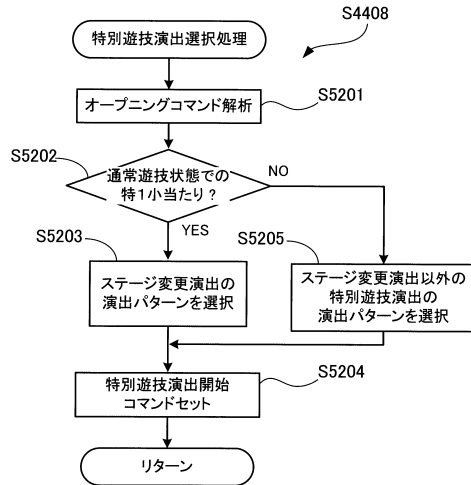 S4408
特別遊技演出選択処理
S5201
オープニングコマンド解析
S5202
通常遊技状態での
特1小当たり?
NO
YES
S5203
ステージ変更演出の
演出パターンを選択
S5205
ステージ変更演出以外の
特別遊技演出の
演出パターンを選択
S5204
特別遊技演出開始
コマンドセット
リターン